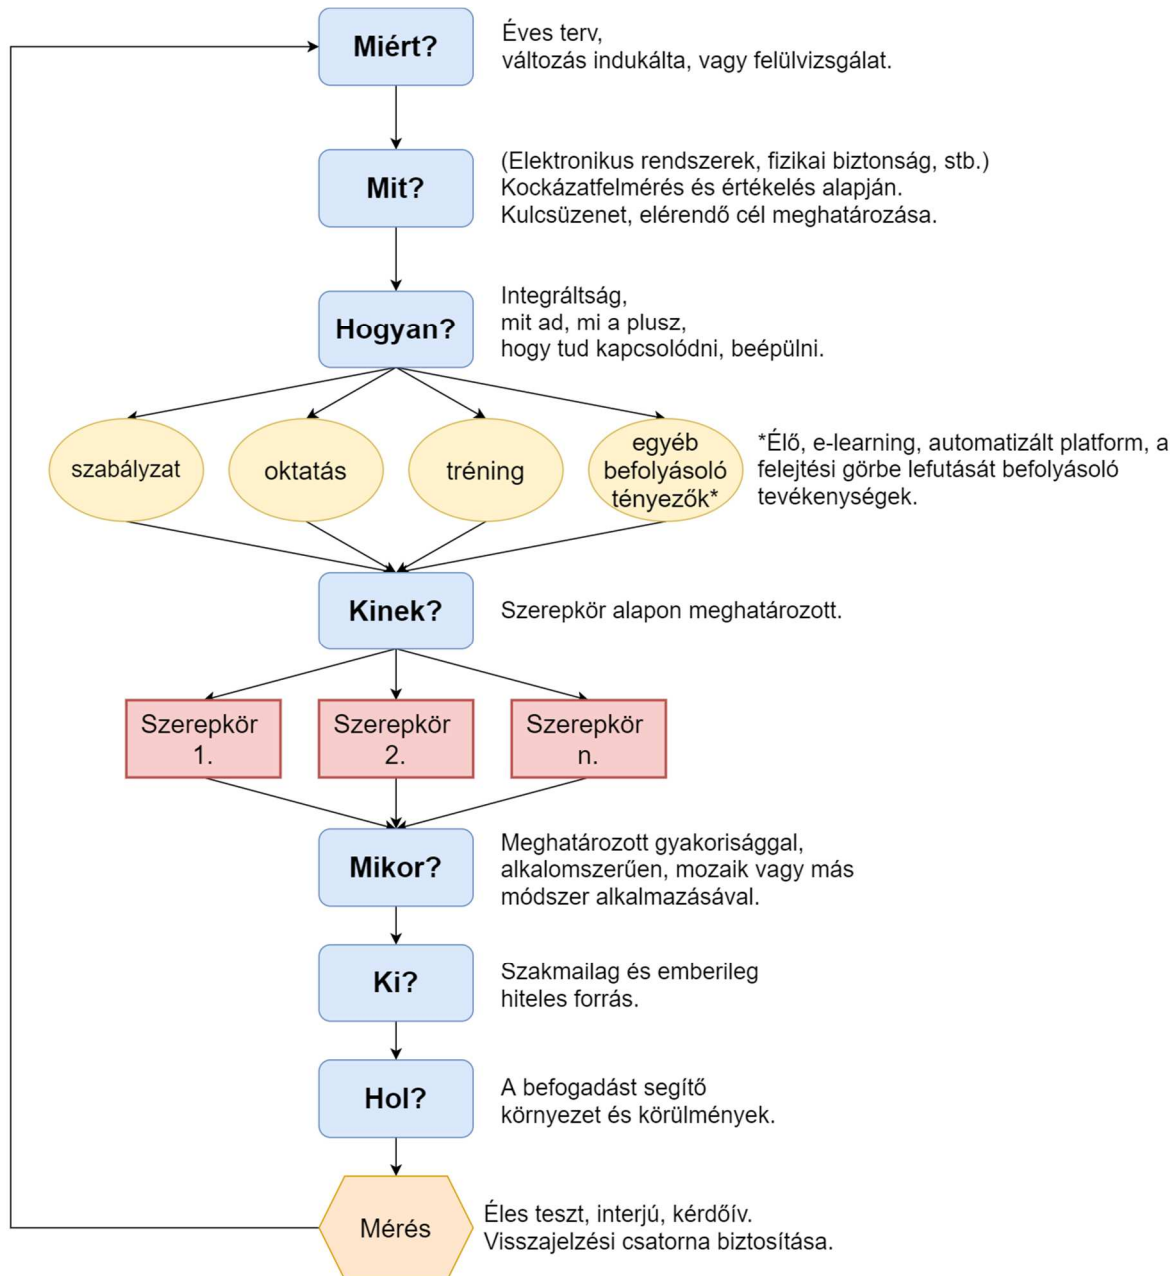 Miért?
Éves terv,
változás indukálta, vagy felülvizsgálat.
Mit?
(Elektronikus rendszerek, fizikai biztonság, stb.)
Kockázatfelmérés és értékelés alapján.
Kulcsüzenet, elérendő cél meghatározása.
Hogyan?
Integráltság,
mit ad, mi a plusz,
hogy tud kapcsolódni, beépülni.
szabályzat
oktatás
tréning
egyéb
befolyásoló
tényezők*
*Élő, e-learning, automatizált platform, a
felejtési görbe lefutását befolyásoló
tevékenységek.
Kinek?
Szerepkör alapon meghatározott.
Szerepkör
1.
Szerepkör
2.
Szerepkör
n.
Mikor?
Meghatározott gyakorisággal,
alkalomszerűen, mozaik vagy más
módszer alkalmazásával.
Ki?
Szakmailag és emberileg
hiteles forrás.
Hol?
A befogadást segítő
környezet és körülmények.
Mérés
Éles teszt, interjú, kérdőív.
Visszajelzési csatorna biztosítása.